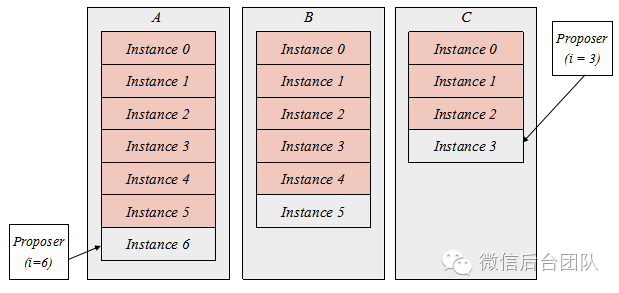 A
Instance 0
Instance 1
Instance 2
Instance 3
Instance 4
Instance 5
Instance 6
Proposer
(i=6)
B
Instance 0
Instance 1
Instance 2
Instance 3
Instance 4
Instance 5
C
Instance 0
Instance 1
Instance 2
Instance 3
Proposer
(i = 3)
微信后台团队